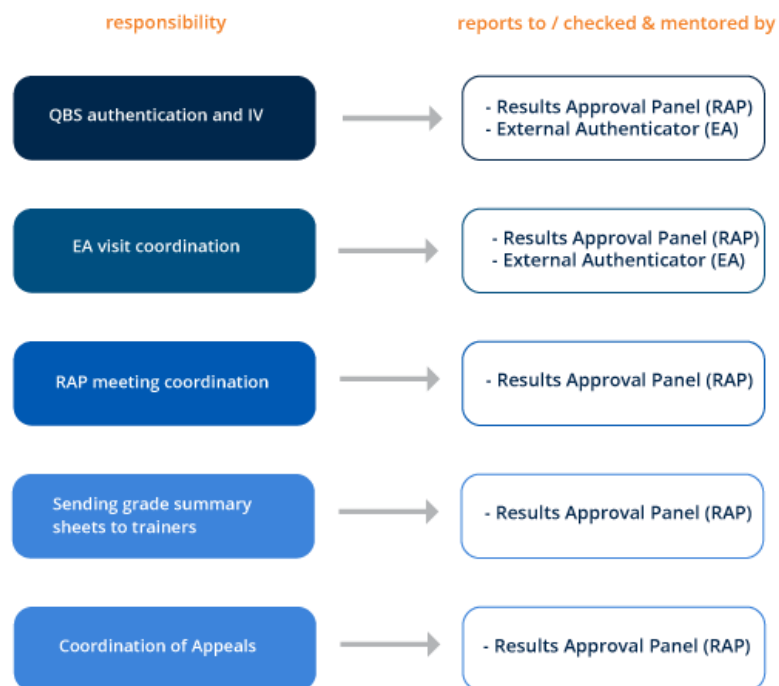 responsibility
reports to / checked & mentored by
QBS authentication and IV
- Results Approval Panel (RAP)
- External Authenticator (EA)
EA visit coordination
- Results Approval Panel (RAP)
- External Authenticator (EA)
RAP meeting coordination
- Results Approval Panel (RAP)
Sending grade summary
sheets to trainers
- Results Approval Panel (RAP)
Coordination of Appeals
- Results Approval Panel (RAP)